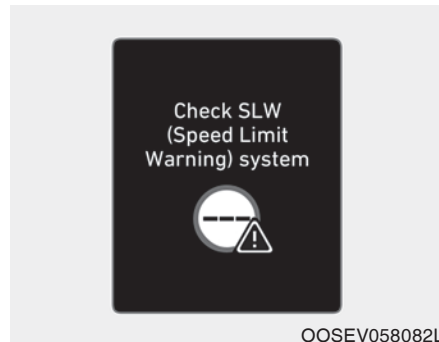 Check SLW
(Speed Limit
Warning) system
---
OOSEV058082L